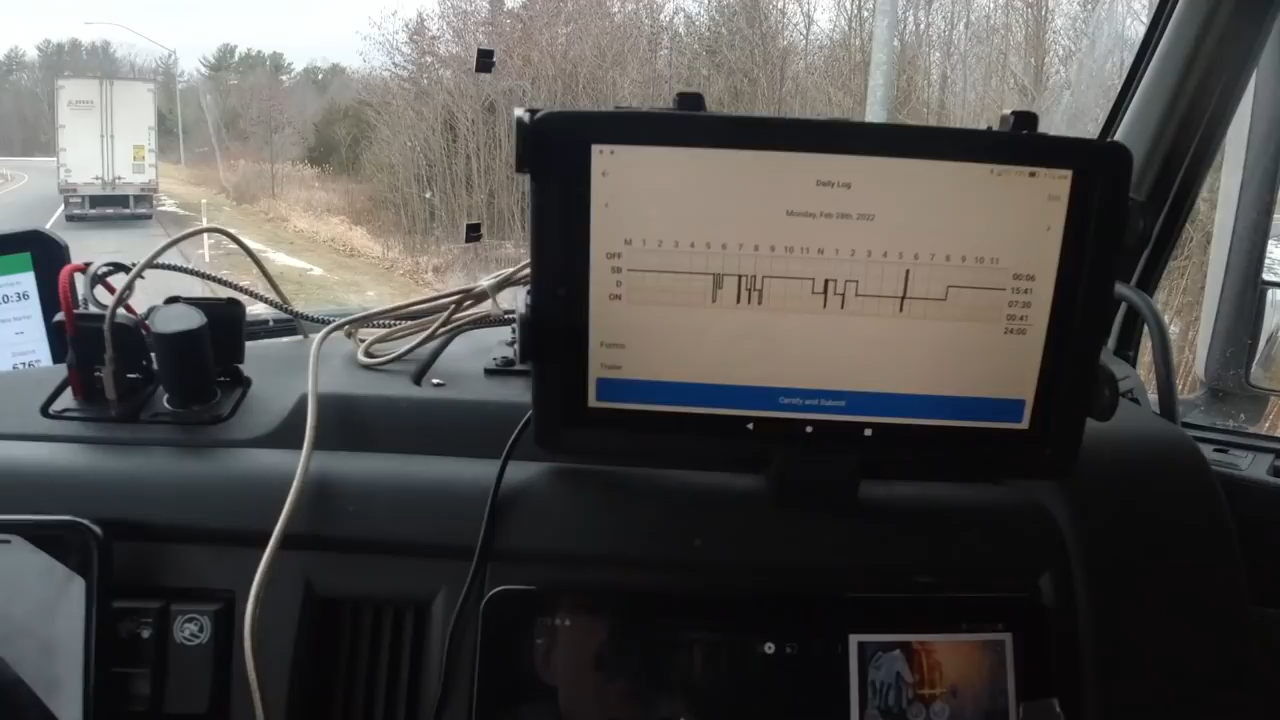 Daily Log
Monday, Feb 28th, 2022
M 1 2 3 4 5 6 7 8 9 10 11 N 1 2 3 4 5 6 7 8 9 10 11
OFF 00:06
SB 15:41
D 07:30
ON 00:41
24:00
Forms
Trailer
Certify and Submit
0:36
676